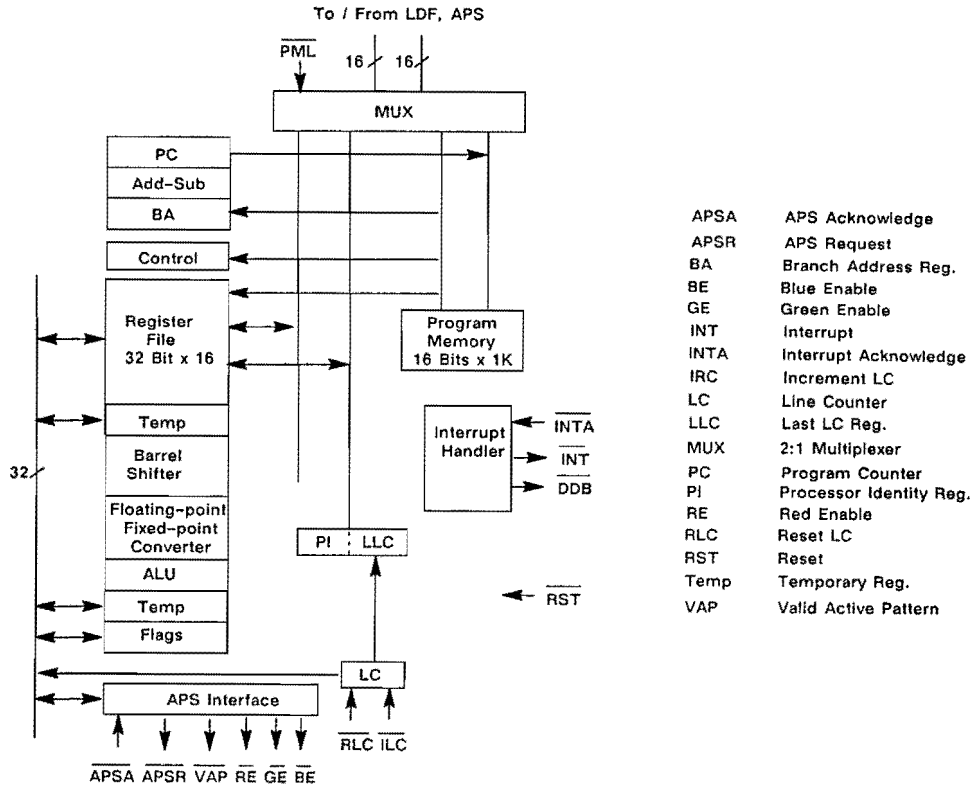 To / From LDF, APS
PML
16 16
MUX
PC
Add-Sub
BA
Control
Register
File
32 Bit x 16
Program
Memory
16 Bits x 1K
Temp
Barrel
Shifter
Floating-point
Fixed-point
Converter
ALU
Temp
Flags
32
Interrupt
Handler
INTA
INT
DDB
PI LLC
RST
LC
APS Interface
RLC ILC
APSA APSR VAP RE GE BE
APSA APS Acknowledge
APSR APS Request
BA Branch Address Reg.
BE Blue Enable
GE Green Enable
INT Interrupt
INTA Interrupt Acknowledge
IRC Increment LC
LC Line Counter
LLC Last LC Reg.
MUX 2:1 Multiplexer
PC Program Counter
PI Processor Identity Reg.
RE Red Enable
RLC Reset LC
RST Reset
Temp Temporary Reg.
VAP Valid Active Pattern